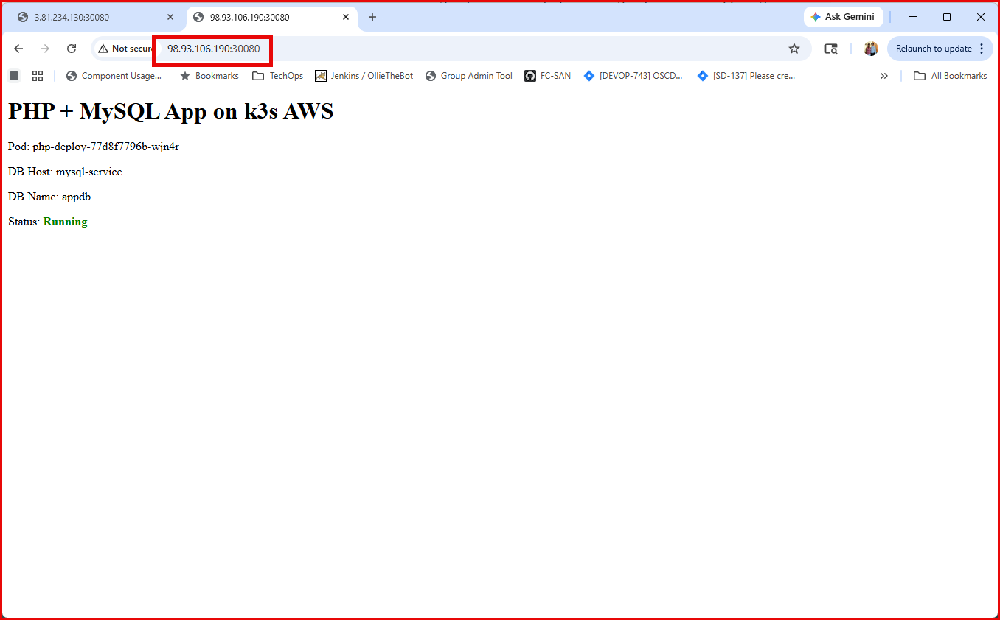 3.81.234.130:30080
98.93.106.190:30080
Ask Gemini
Not secure
98.93.106.190:30080
Relaunch to update
Component Usage...
Bookmarks
TechOps
Jenkins / OllieTheBot
Group Admin Tool
FC-SAN
[DEVOP-743] OSCD...
[SD-137] Please cre...
All Bookmarks
PHP + MySQL App on k3s AWS
Pod: php-deploy-77d8f7796b-wjn4r
DB Host: mysql-service
DB Name: appdb
Status: Running